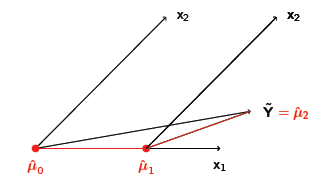 x₂ x₂
Ỹ = μ̂₂
x₁
μ̂₀ μ̂₁